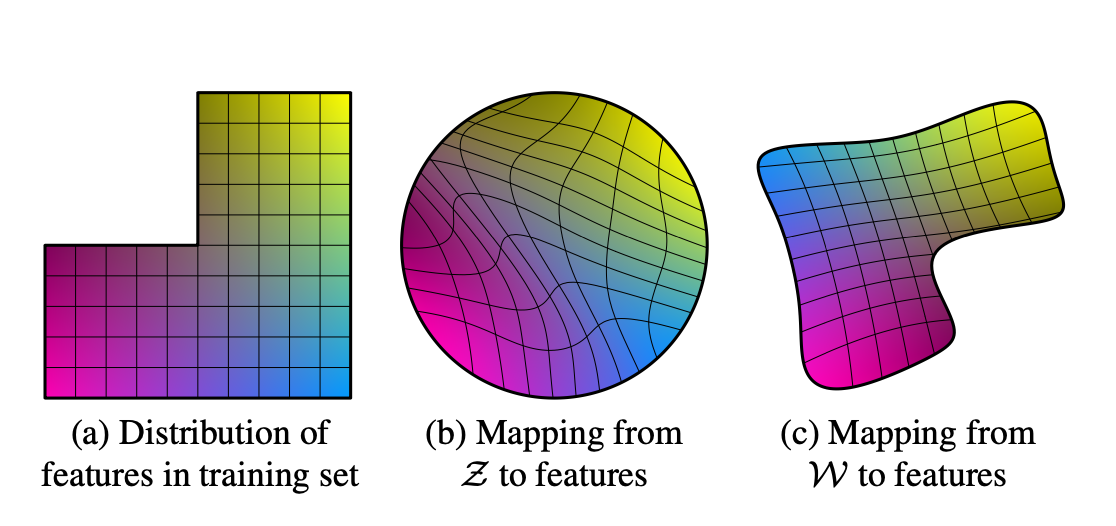 (a) Distribution of
features in training set
(b) Mapping from
𝒵 to features
(c) Mapping from
𝒲 to features